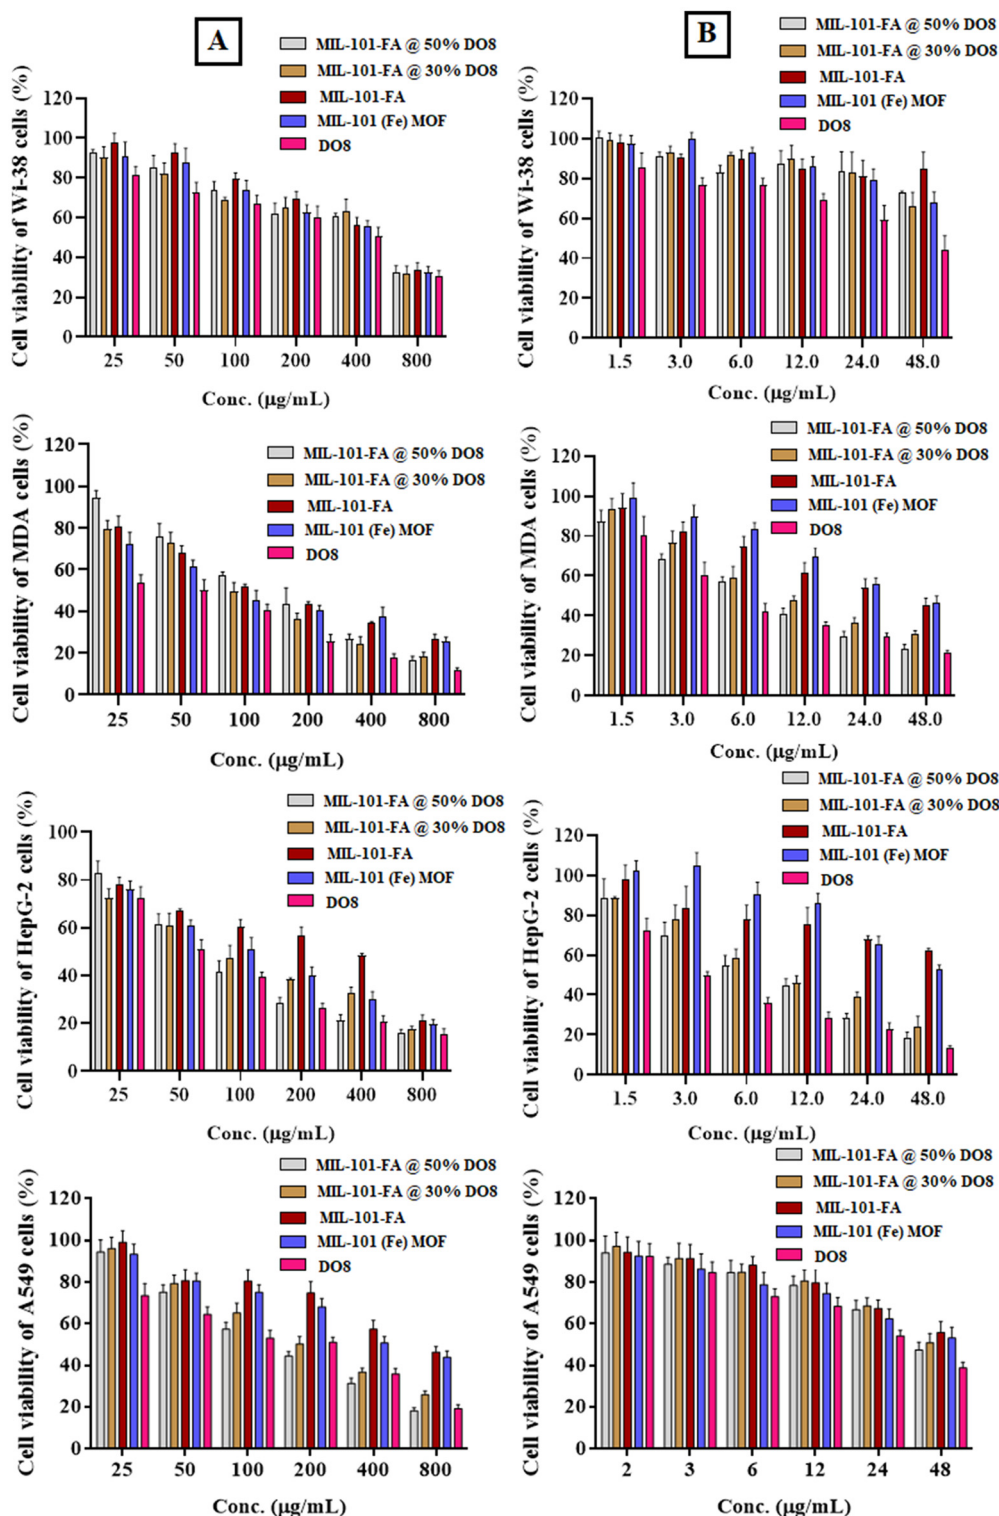 A
MIL-101-FA @ 50% DO8
MIL-101-FA @ 30% DO8
MIL-101-FA
MIL-101 (Fe) MOF
DO8
Cell viability of Wi-38 cells (%)
120
100
80
60
40
20
0
25 50 100 200 400 800
Conc. (µg/mL)
B
MIL-101-FA @ 50% DO8
MIL-101-FA @ 30% DO8
MIL-101-FA
MIL-101 (Fe) MOF
DO8
Cell viability of Wi-38 cells (%)
120
100
80
60
40
20
0
1.5 3.0 6.0 12.0 24.0 48.0
Conc. (µg/mL)
MIL-101-FA @ 50% DO8
MIL-101-FA @ 30% DO8
MIL-101-FA
MIL-101 (Fe) MOF
DO8
Cell viability of MDA cells (%)
120
100
80
60
40
20
0
25 50 100 200 400 800
Conc. (µg/mL)
MIL-101-FA @ 50% DO8
MIL-101-FA @ 30% DO8
MIL-101-FA
MIL-101 (Fe) MOF
DO8
Cell viability of MDA cells (%)
120
100
80
60
40
20
0
1.5 3.0 6.0 12.0 24.0 48.0
Conc. (µg/mL)
MIL-101-FA @ 50% DO8
MIL-101-FA @ 30% DO8
MIL-101-FA
MIL-101 (Fe) MOF
DO8
Cell viability of HepG-2 cells (%)
100
80
60
40
20
0
25 50 100 200 400 800
Conc. (µg/mL)
MIL-101-FA @ 50% DO8
MIL-101-FA @ 30% DO8
MIL-101-FA
MIL-101 (Fe) MOF
DO8
Cell viability of HepG-2 cells (%)
120
100
80
60
40
20
0
1.5 3.0 6.0 12.0 24.0 48.0
Conc. (µg/mL)
MIL-101-FA @ 50% DO8
MIL-101-FA @ 30% DO8
MIL-101-FA
MIL-101 (Fe) MOF
DO8
Cell viability of A549 cells (%)
120
100
80
60
40
20
0
25 50 100 200 400 800
Conc. (µg/mL)
MIL-101-FA @ 50% DO8
MIL-101-FA @ 30% DO8
MIL-101-FA
MIL-101 (Fe) MOF
DO8
Cell viability of A549 cells (%)
120
100
80
60
40
20
0
2 3 6 12 24 48
Conc. (µg/mL)